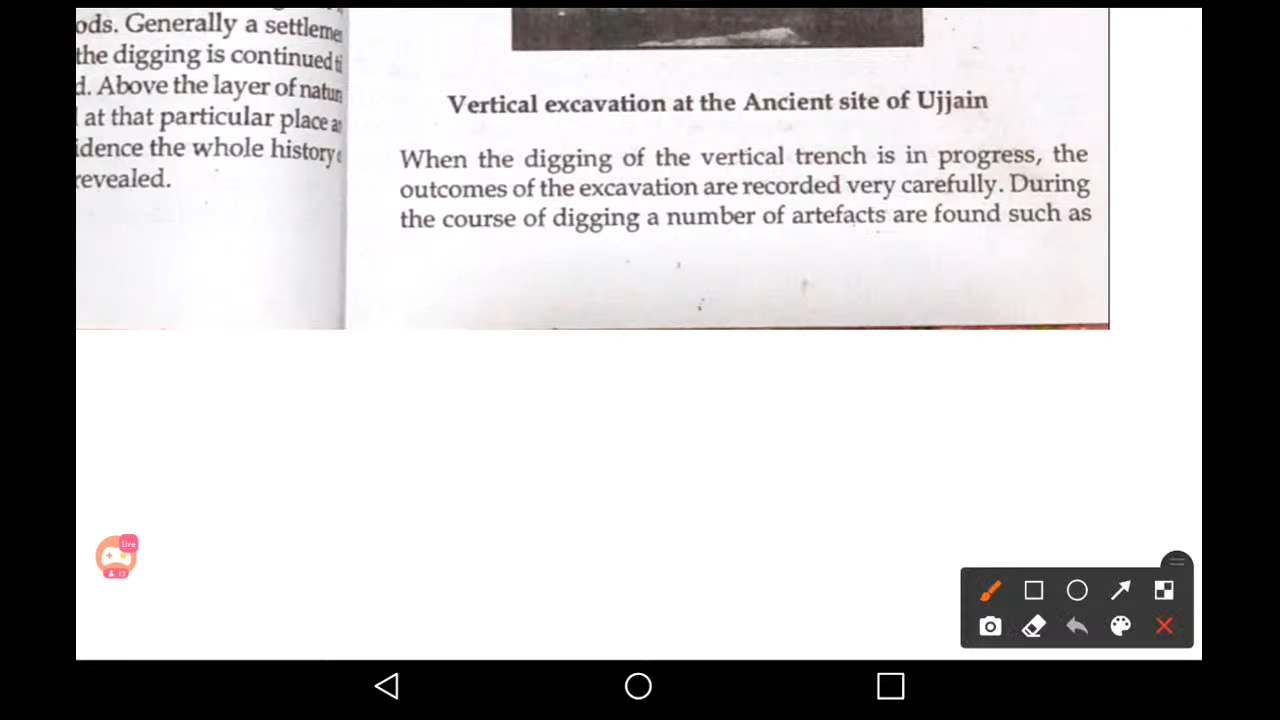 ods. Generally a settleme
the digging is continued ti
d. Above the layer of natur
at that particular place a
idence the whole history
revealed.
Vertical excavation at the Ancient site of Ujjain
When the digging of the vertical trench is in progress, the
outcomes of the excavation are recorded very carefully. During
the course of digging a number of artefacts are found such as
Live
12